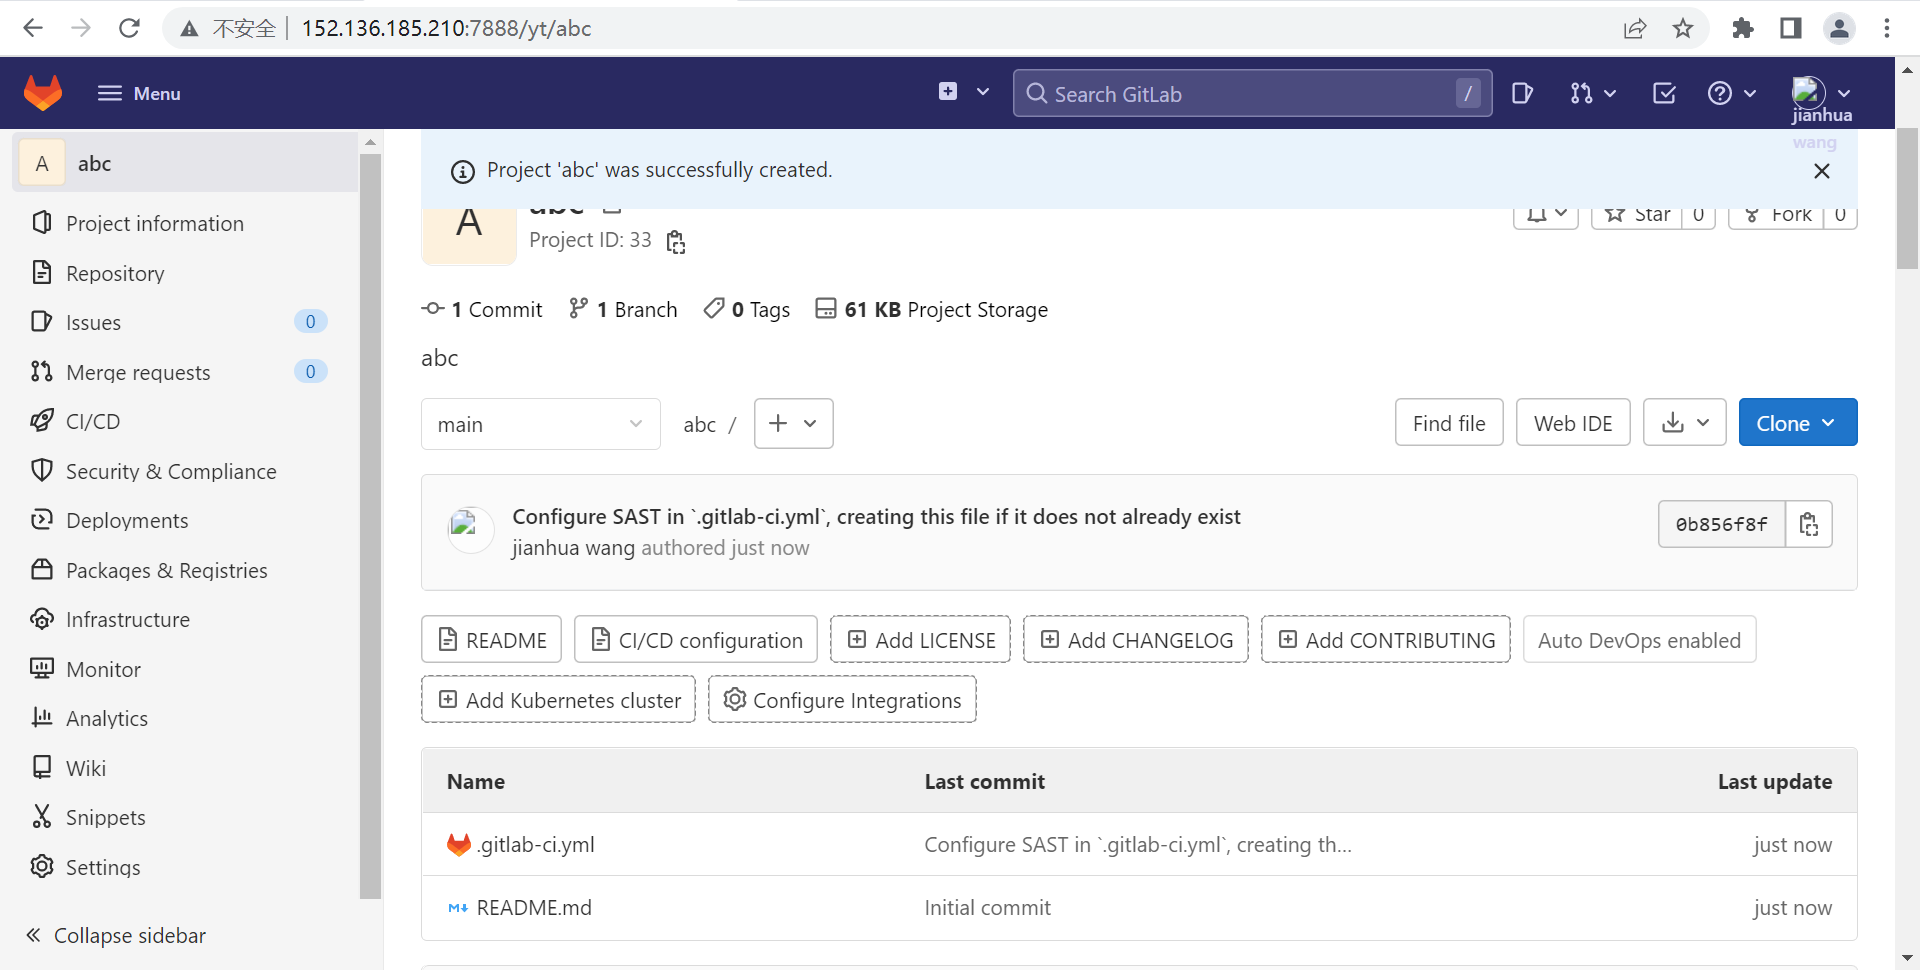 不安全 152.136.185.210:7888/yt/abc
Menu
Search GitLab
/
jianhua
wang
A abc
Project information
Repository
Issues 0
Merge requests 0
CI/CD
Security & Compliance
Deployments
Packages & Registries
Infrastructure
Monitor
Analytics
Wiki
Snippets
Settings
Collapse sidebar
Project 'abc' was successfully created.
A
abc
Star 0
Fork 0
Project ID: 33
1 Commit
1 Branch
0 Tags
61 KB Project Storage
abc
main
abc /
Find file
Web IDE
Clone
Configure SAST in `.gitlab-ci.yml`, creating this file if it does not already exist
jianhua wang authored just now
0b856f8f
README
CI/CD configuration
Add LICENSE
Add CHANGELOG
Add CONTRIBUTING
Auto DevOps enabled
Add Kubernetes cluster
Configure Integrations
Name Last commit Last update
.gitlab-ci.yml Configure SAST in `.gitlab-ci.yml`, creating th... just now
README.md Initial commit just now